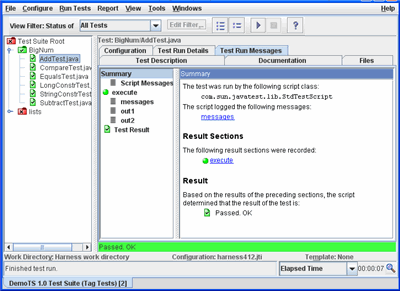 File Configure Run Tests Report View Tools Windows Help
View Filter: Status of All Tests Edit Filter...
Test Suite Root
BigNum
AddTest.java
CompareTest.java
EqualsTest.java
LongConstrTest
StringConstrTest
SubtractTest.java
lists
Test: BigNum/AddTest.java
Configuration Test Run Details Test Run Messages
Test Description Documentation Files
Summary
Script Messages
execute
messages
out1
out2
Test Result
Summary
The test was run by the following script class:
com.sun.javatest.lib.StdTestScript
The script logged the following messages:
messages
Result Sections
The following result sections were recorded:
execute
Result
Based on the results of the preceding sections, the script
determined that the result of the test is:
Passed. OK
Passed. OK
Work Directory: Harness work directory Configuration: harness412.jti Template: None
Finished test run. Elapsed Time 00:00:07
DemoTS 1.0 Test Suite (Tag Tests) [2]